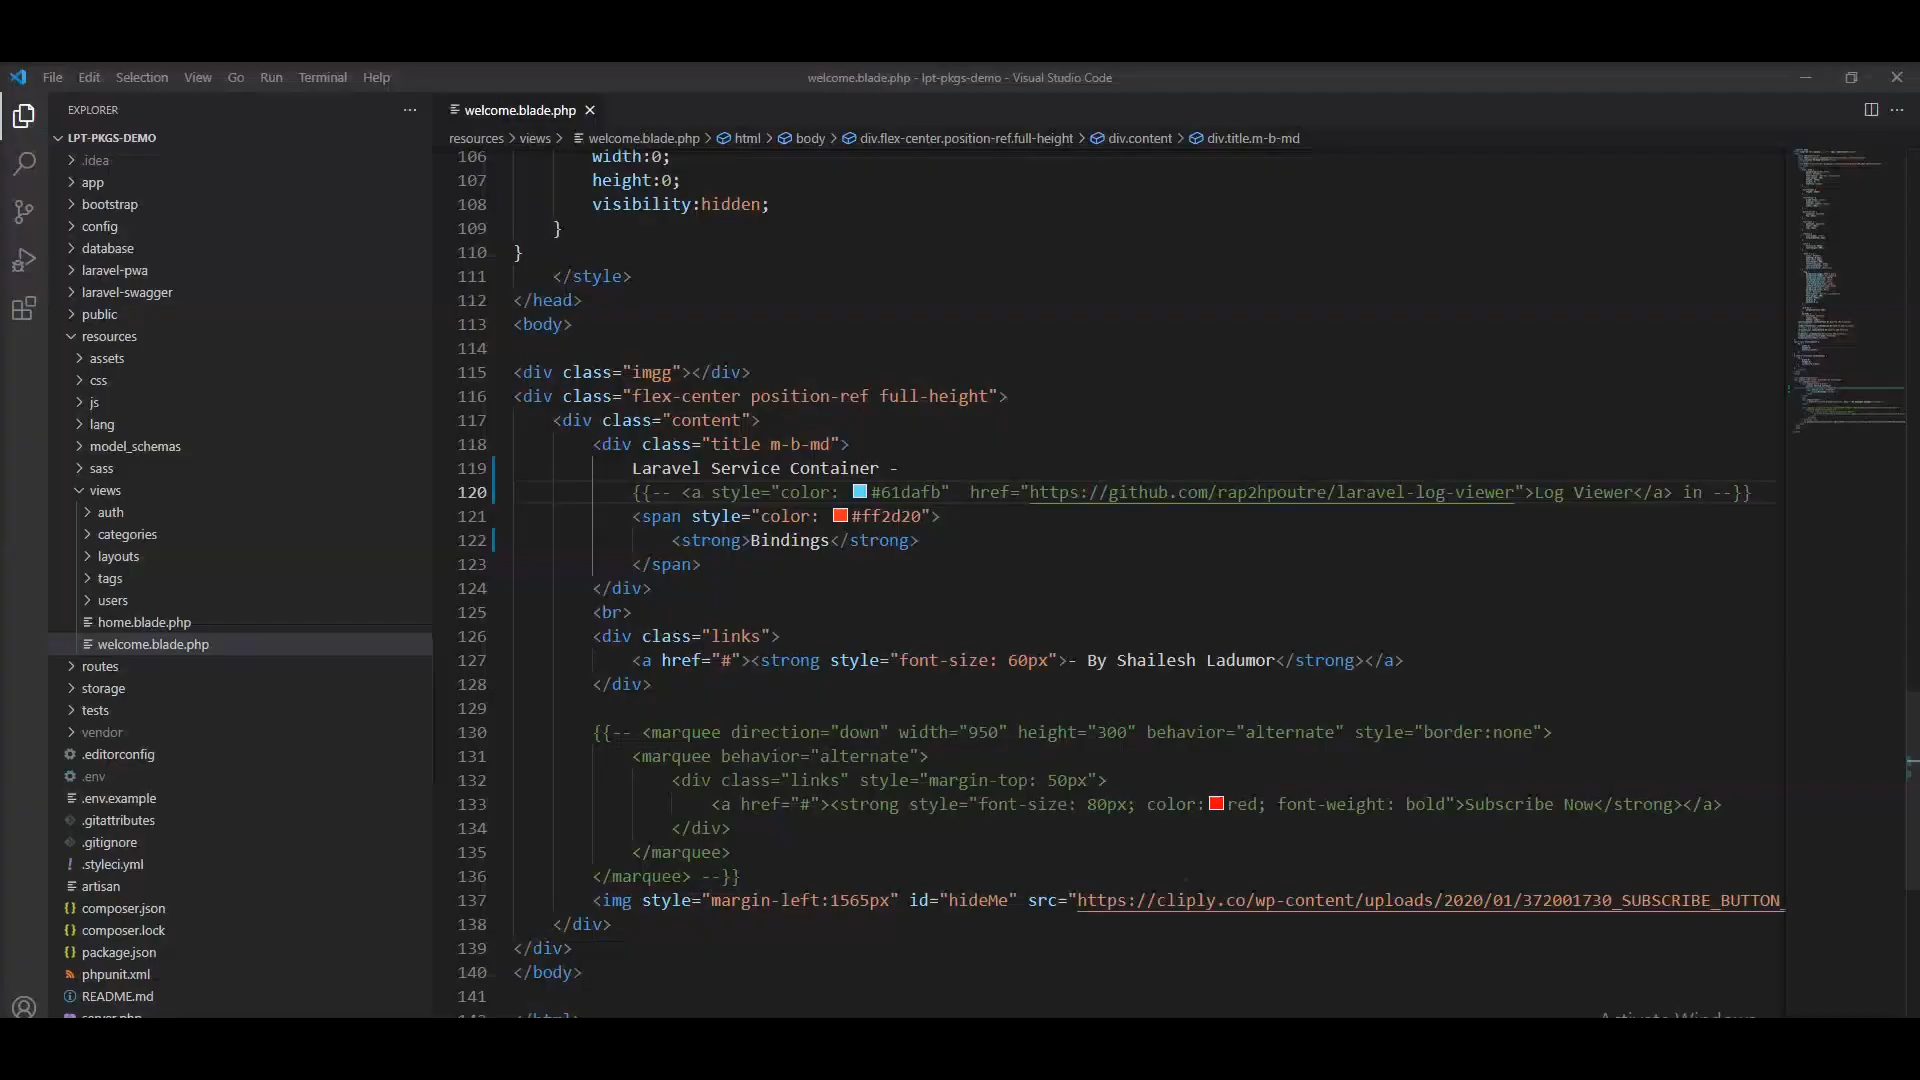 File Edit Selection View Go Run Terminal Help
welcome.blade.php - lpt-pkgs-demo - Visual Studio Code
EXPLORER
LPT-PKGS-DEMO
.idea
app
bootstrap
config
database
laravel-pwa
laravel-swagger
public
resources
assets
css
js
lang
model_schemas
sass
views
auth
categories
layouts
tags
users
home.blade.php
welcome.blade.php
routes
storage
tests
vendor
.editorconfig
.env
.env.example
.gitattributes
.gitignore
.styleci.yml
artisan
composer.json
composer.lock
package.json
phpunit.xml
README.md
server.php
welcome.blade.php
resources > views > welcome.blade.php > html > body > div.flex-center.position-ref.full-height > div.content > div.title.m-b-md
106 width:0;
107 height:0;
108 visibility:hidden;
109 }
110 }
111 </style>
112 </head>
113 <body>
114
115 <div class="imgg"></div>
116 <div class="flex-center position-ref full-height">
117 <div class="content">
118 <div class="title m-b-md">
119 Laravel Service Container -
120 {{-- <a style="color: #61dafb"  href="https://github.com/rap2hpoutre/laravel-log-viewer">Log Viewer</a> in --}}
121 <span style="color: #ff2d20">
122 <strong>Bindings</strong>
123 </span>
124 </div>
125 <br>
126 <div class="links">
127 <a href="#"><strong style="font-size: 60px">- By Shailesh Ladumor</strong></a>
128 </div>
129
130 {{-- <marquee direction="down" width="950" height="300" behavior="alternate" style="border:none">
131 <marquee behavior="alternate">
132 <div class="links" style="margin-top: 50px">
133 <a href="#"><strong style="font-size: 80px; color:red; font-weight: bold">Subscribe Now</strong></a>
134 </div>
135 </marquee>
136 </marquee> --}}
137 <img style="margin-left:1565px" id="hideMe" src="https://cliply.co/wp-content/uploads/2020/01/372001730_SUBSCRIBE_BUTTON_
138 </div>
139 </div>
140 </body>
141
142 </html>
Activate Windows